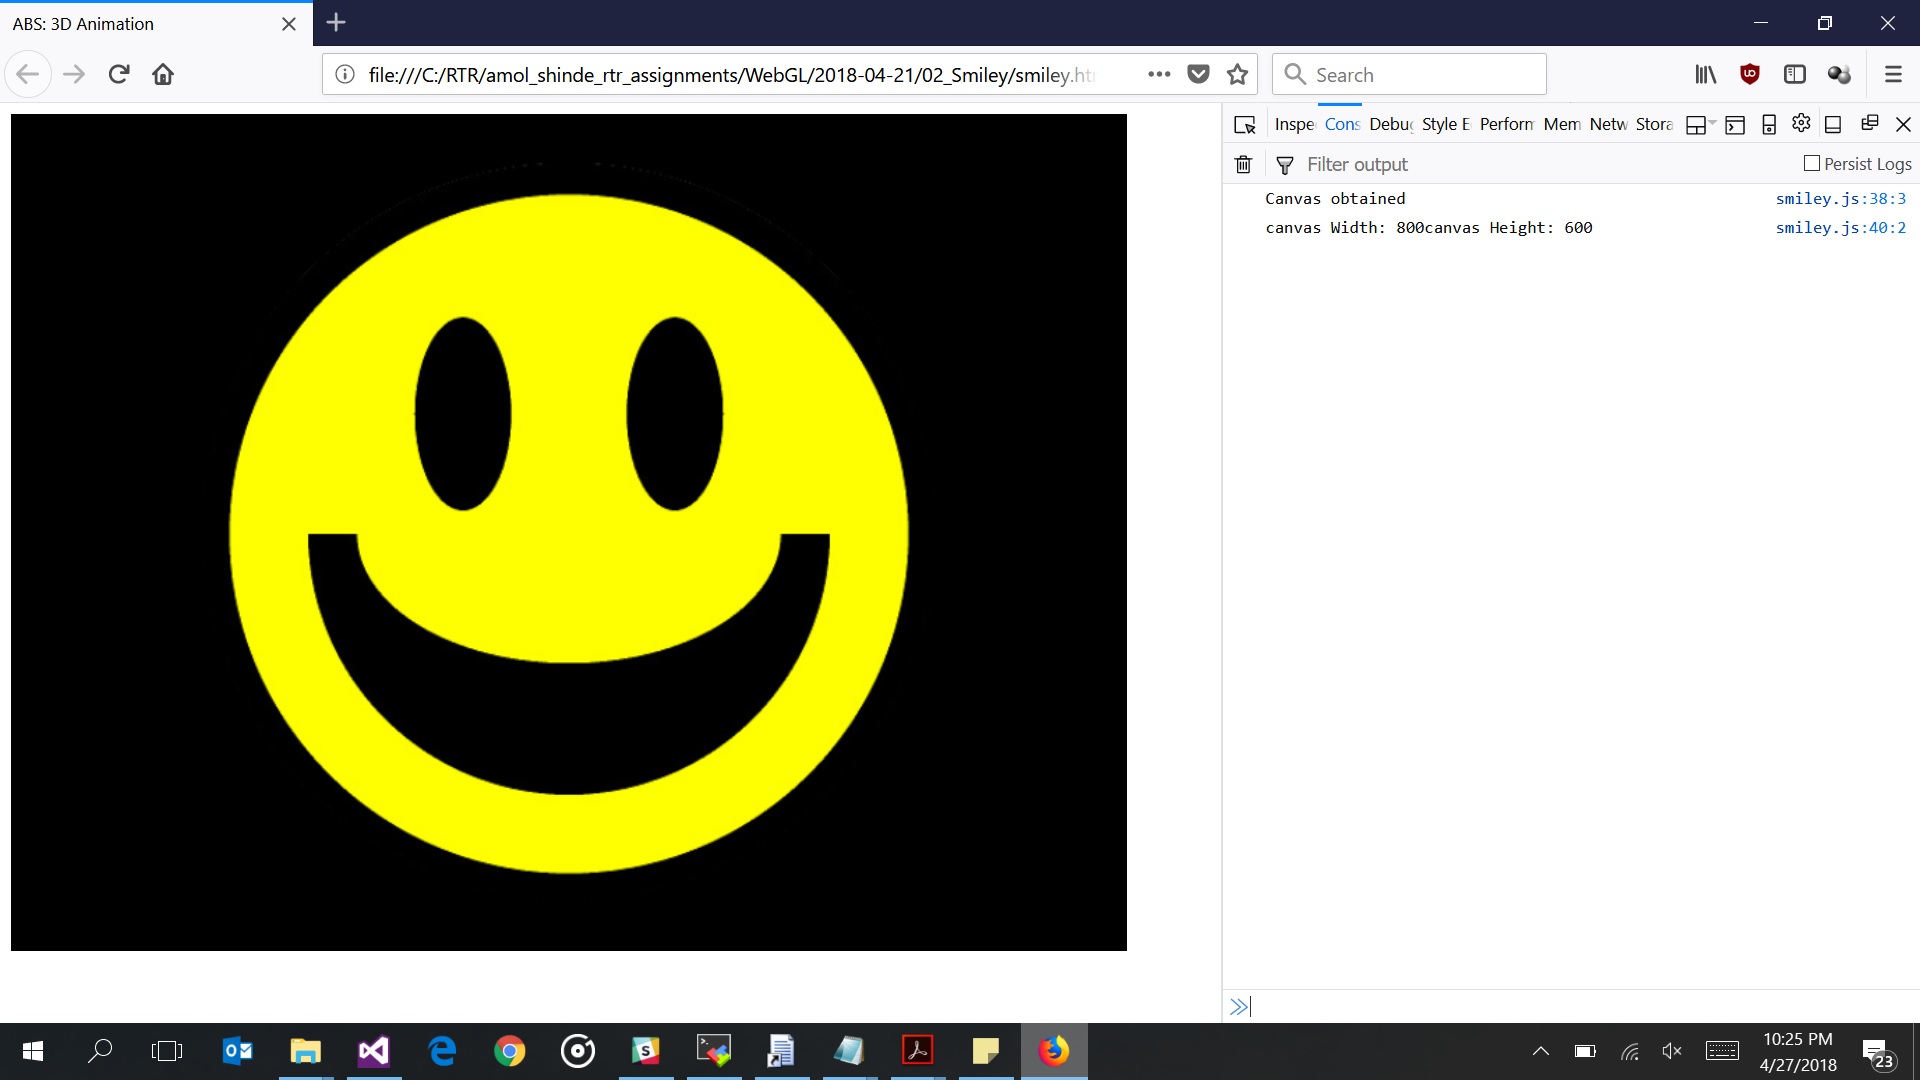 ABS: 3D Animation
file:///C:/RTR/amol_shinde_rtr_assignments/WebGL/2018-04-21/02_Smiley/smiley.ht
Search
Inspe Cons Debug Style E Perform Mem Netw Stora
Filter output Persist Logs
Canvas obtained smiley.js:38:3
canvas Width: 800canvas Height: 600 smiley.js:40:2
10:25 PM
4/27/2018
23